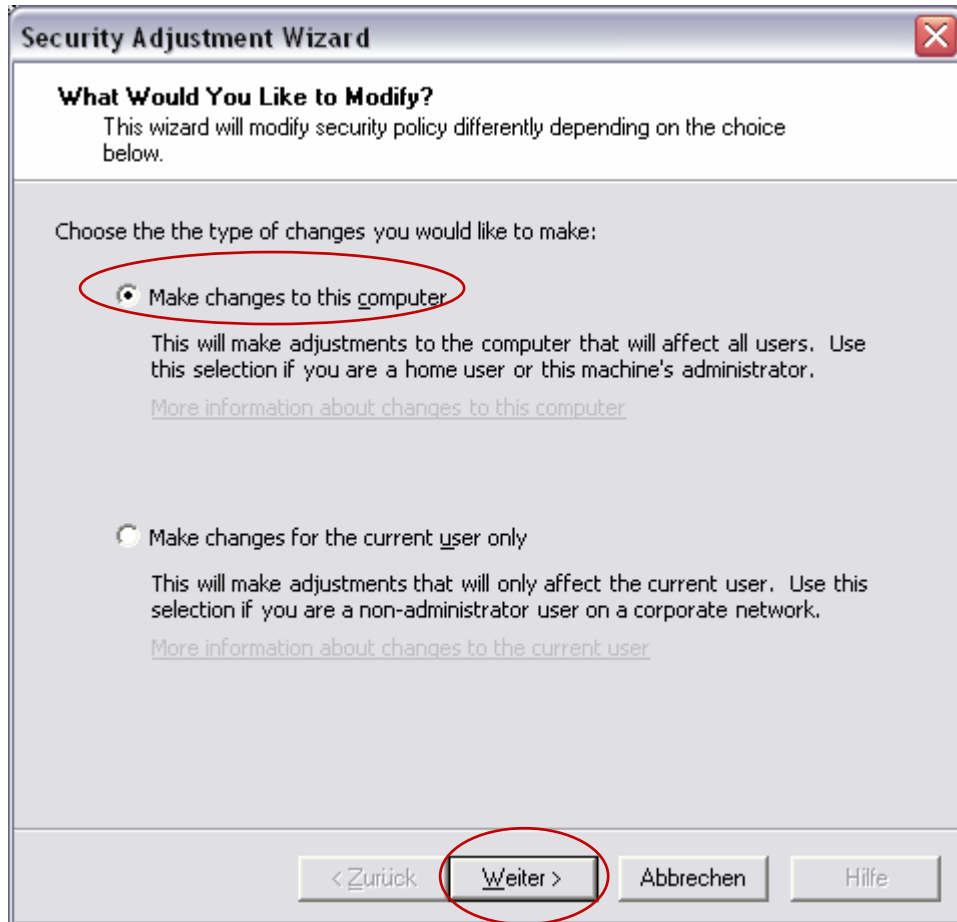 Security Adjustment Wizard
What Would You Like to Modify?
This wizard will modify security policy differently depending on the choice
below.
Choose the the type of changes you would like to make:
Make changes to this computer
This will make adjustments to the computer that will affect all users. Use
this selection if you are a home user or this machine's administrator.
More information about changes to this computer
Make changes for the current user only
This will make adjustments that will only affect the current user. Use this
selection if you are a non-administrator user on a corporate network.
More information about changes to the current user
< Zurück Weiter > Abbrechen Hilfe